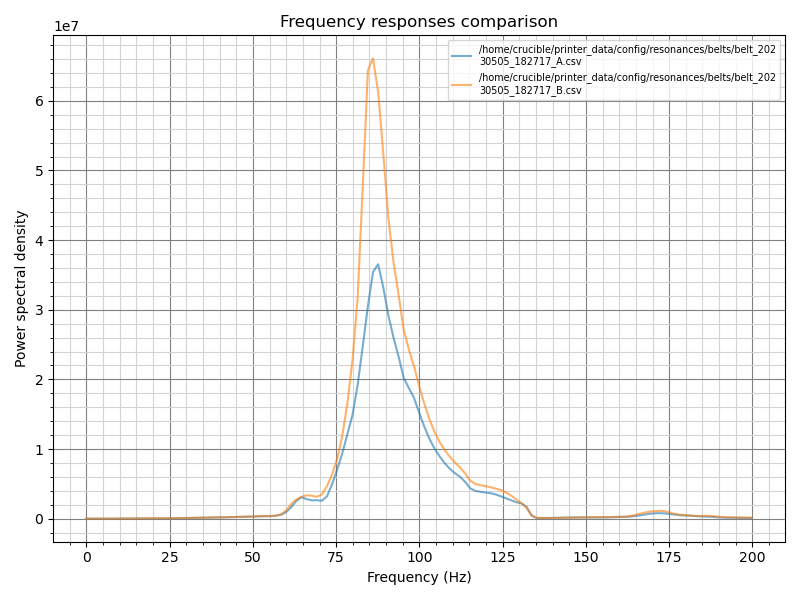 Frequency responses comparison
1e7
/home/crucible/printer_data/config/resonances/belts/belt_202
30505_182717_A.csv
/home/crucible/printer_data/config/resonances/belts/belt_202
30505_182717_B.csv
6
5
4
3
2
1
0
Power spectral density
0 25 50 75 100 125 150 175 200
Frequency (Hz)